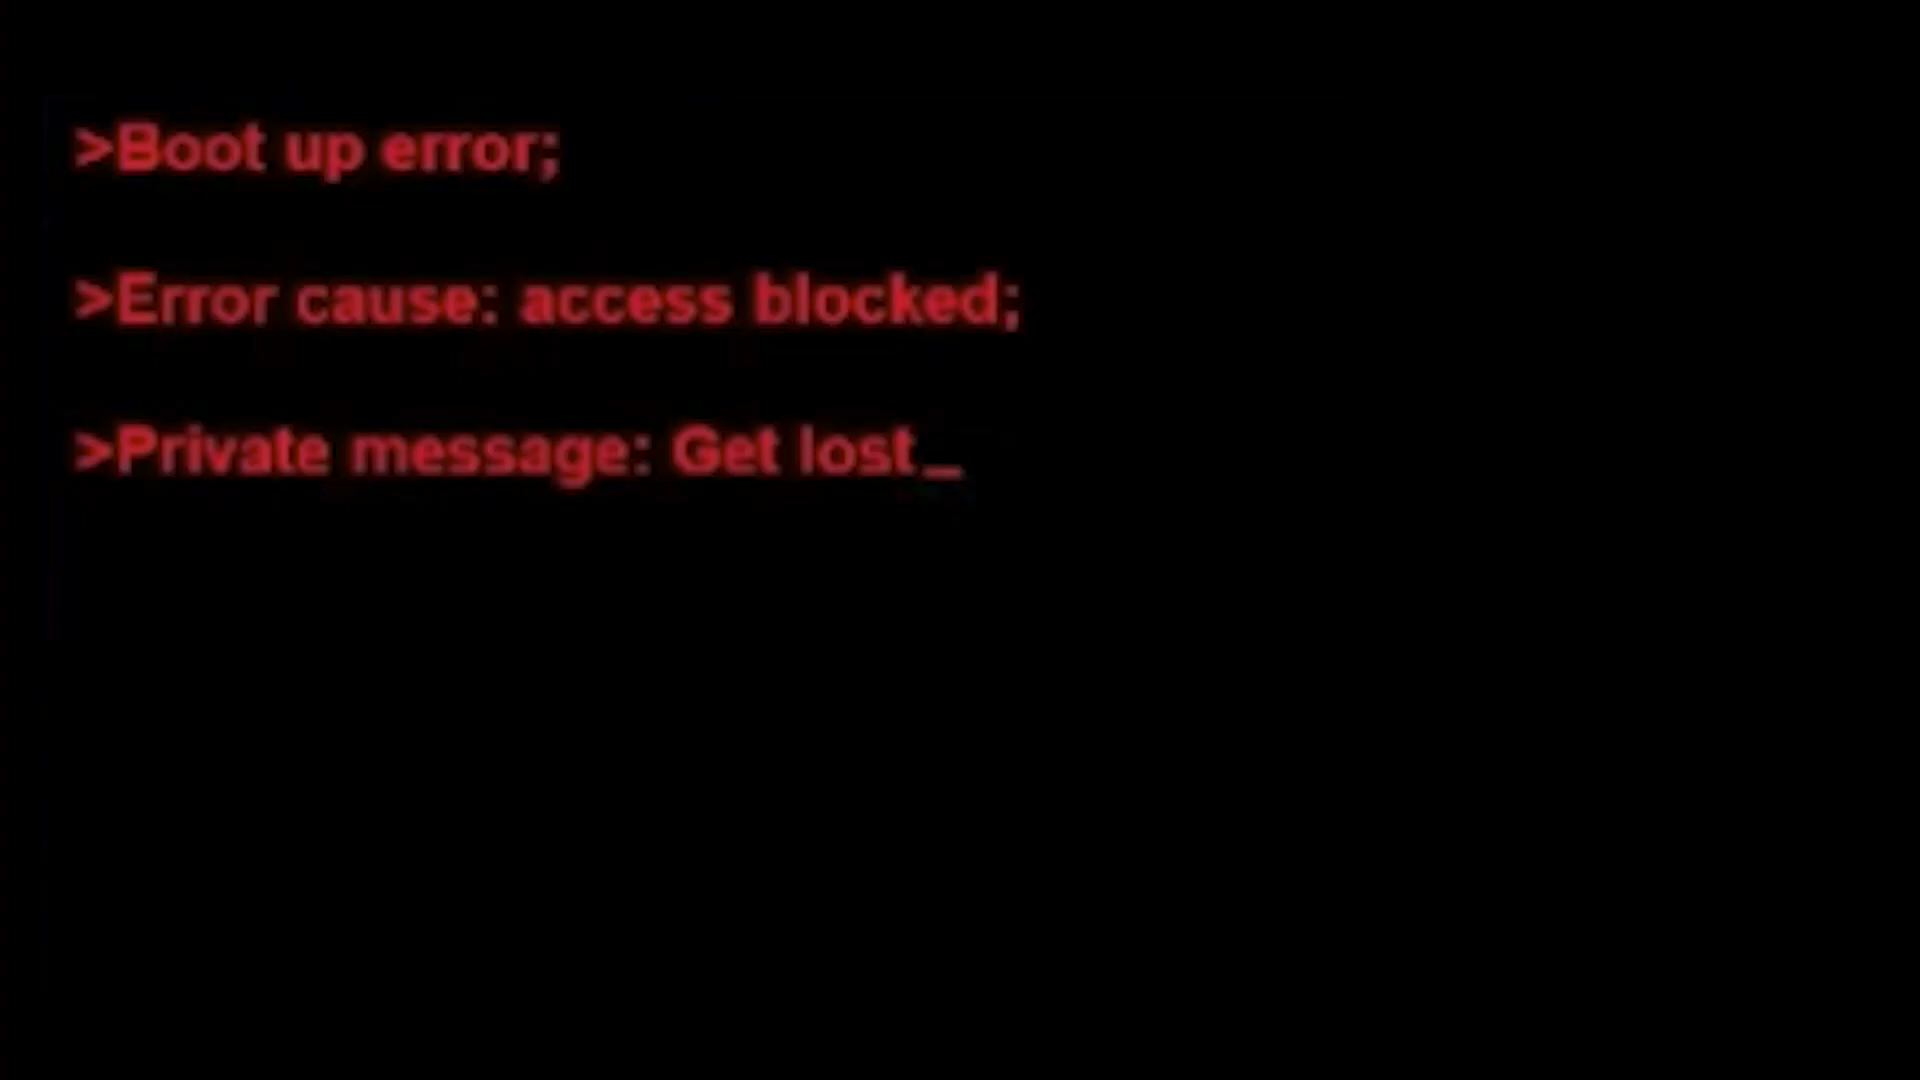 >Boot up error;
>Error cause: access blocked;
>Private message: Get lost_